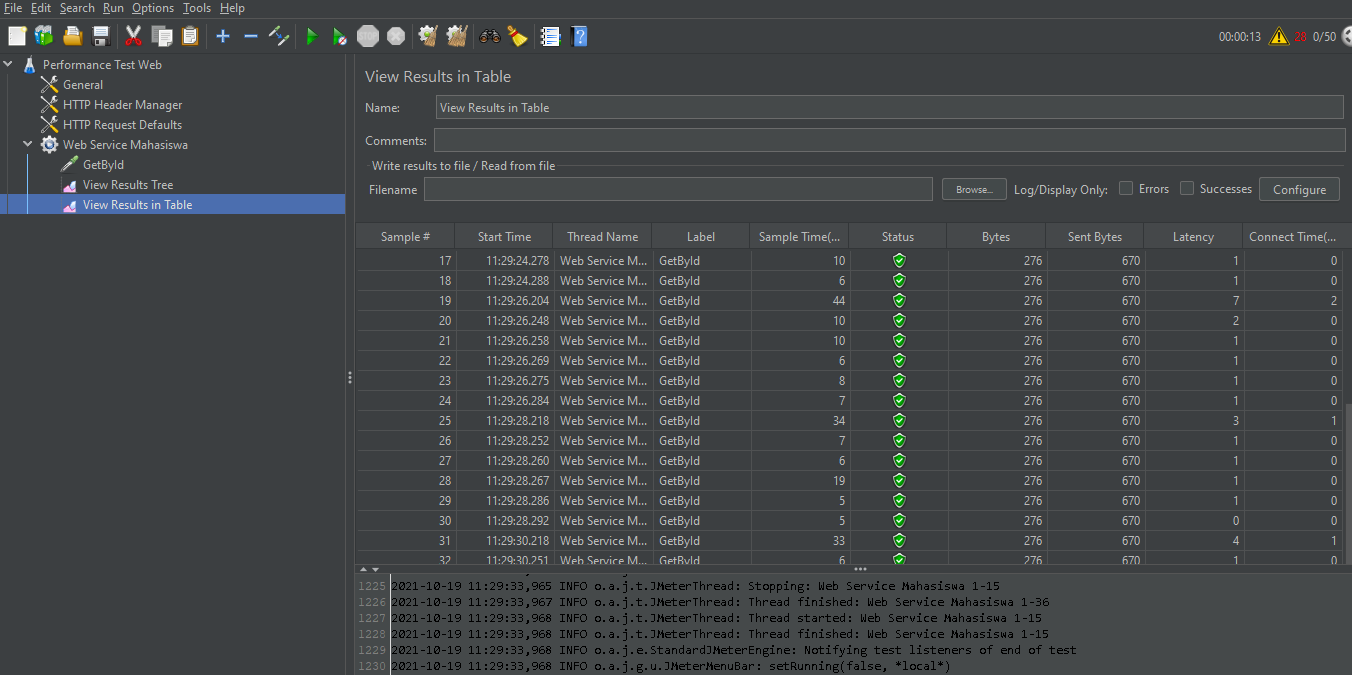 File Edit Search Run Options Tools Help
00:00:13 28 0/50
Performance Test Web
General
HTTP Header Manager
HTTP Request Defaults
Web Service Mahasiswa
GetById
View Results Tree
View Results in Table
View Results in Table
Name: View Results in Table
Comments:
Write results to file / Read from file
Filename Browse... Log/Display Only: Errors Successes Configure
Sample # Start Time Thread Name Label Sample Time(... Status Bytes Sent Bytes Latency Connect Time(...
17 11:29:24.278 Web Service M... GetById 10 276 670 1 0
18 11:29:24.288 Web Service M... GetById 6 276 670 1 0
19 11:29:26.204 Web Service M... GetById 44 276 670 7 2
20 11:29:26.248 Web Service M... GetById 10 276 670 2 0
21 11:29:26.258 Web Service M... GetById 10 276 670 1 0
22 11:29:26.269 Web Service M... GetById 6 276 670 1 0
23 11:29:26.275 Web Service M... GetById 8 276 670 1 0
24 11:29:26.284 Web Service M... GetById 7 276 670 1 0
25 11:29:28.218 Web Service M... GetById 34 276 670 3 1
26 11:29:28.252 Web Service M... GetById 7 276 670 1 0
27 11:29:28.260 Web Service M... GetById 6 276 670 1 0
28 11:29:28.267 Web Service M... GetById 19 276 670 1 0
29 11:29:28.286 Web Service M... GetById 5 276 670 1 0
30 11:29:28.292 Web Service M... GetById 5 276 670 0 0
31 11:29:30.218 Web Service M... GetById 33 276 670 4 1
32 11:29:30.251 Web Service M... GetById 6 276 670 1 0
1225 2021-10-19 11:29:33,965 INFO o.a.j.t.JMeterThread: Stopping: Web Service Mahasiswa 1-15
1226 2021-10-19 11:29:33,967 INFO o.a.j.t.JMeterThread: Thread finished: Web Service Mahasiswa 1-36
1227 2021-10-19 11:29:33,968 INFO o.a.j.t.JMeterThread: Thread started: Web Service Mahasiswa 1-15
1228 2021-10-19 11:29:33,968 INFO o.a.j.t.JMeterThread: Thread finished: Web Service Mahasiswa 1-15
1229 2021-10-19 11:29:33,968 INFO o.a.j.e.StandardJMeterEngine: Notifying test listeners of end of test
1230 2021-10-19 11:29:33,968 INFO o.a.j.g.u.JMeterMenuBar: setRunning(false, *local*)